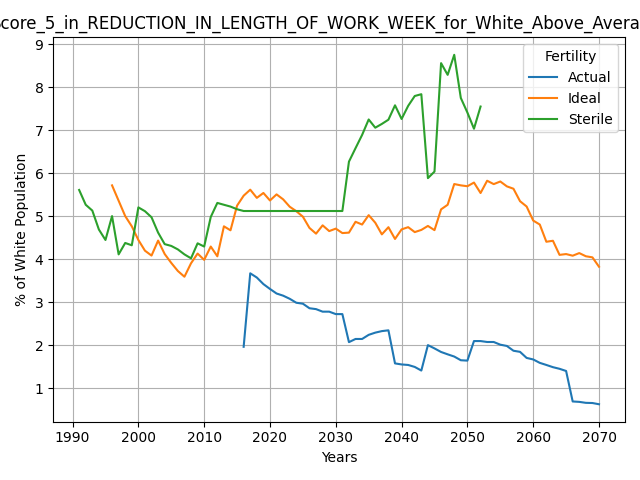 core_5_in_REDUCTION_IN_LENGTH_OF_WORK_WEEK_for_White_Above_Avera
Fertility
Actual
Ideal
Sterile
% of White Population
9
8
7
6
5
4
3
2
1
1990 2000 2010 2020 2030 2040 2050 2060 2070
Years